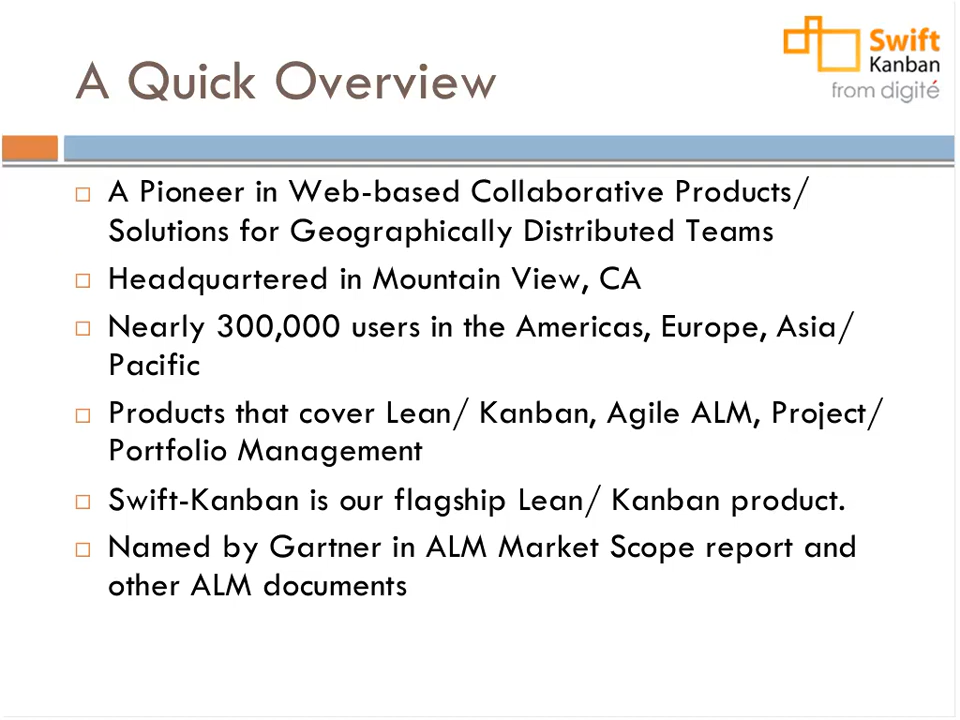 Swift
Kanban
from digité
A Quick Overview
A Pioneer in Web-based Collaborative Products/
Solutions for Geographically Distributed Teams
Headquartered in Mountain View, CA
Nearly 300,000 users in the Americas, Europe, Asia/
Pacific
Products that cover Lean/ Kanban, Agile ALM, Project/
Portfolio Management
Swift-Kanban is our flagship Lean/ Kanban product.
Named by Gartner in ALM Market Scope report and
other ALM documents